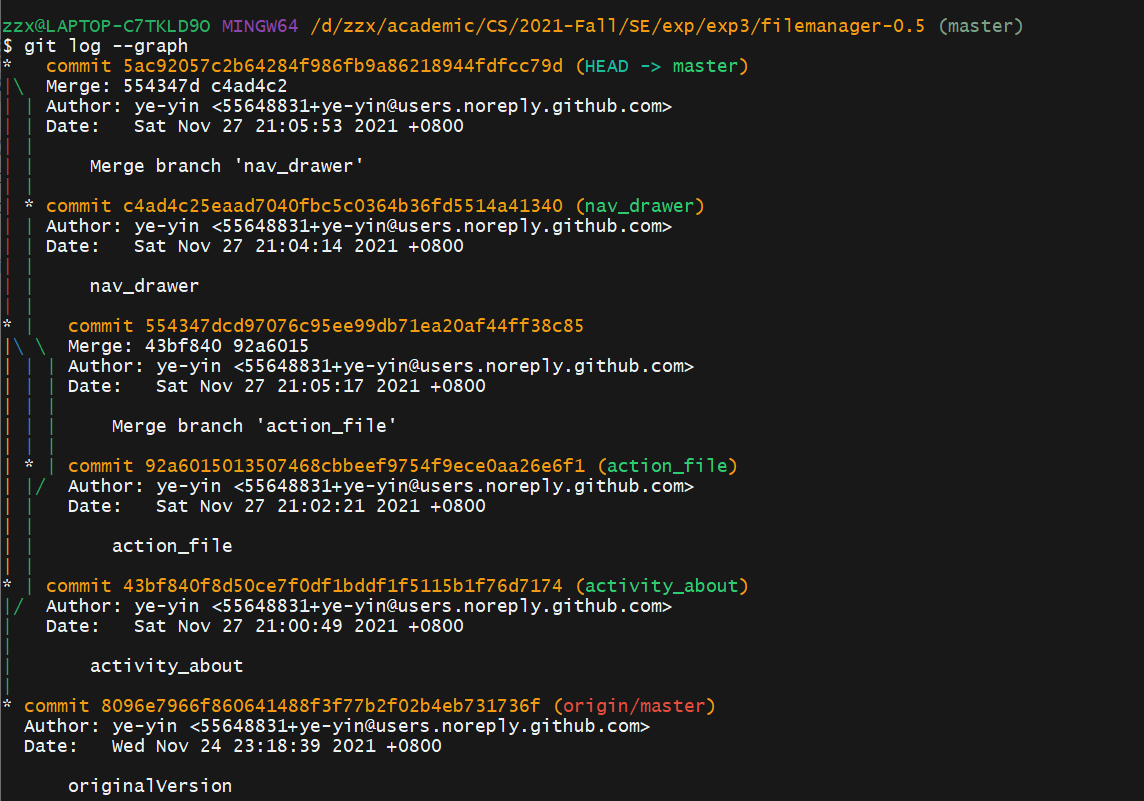 zzx@LAPTOP-C7TKLD9O MINGW64 /d/zzx/academic/CS/2021-Fall/SE/exp/exp3/filemanager-0.5 (master)
$ git log --graph
*   commit 5ac92057c2b64284f986fb9a86218944fdfcc79d (HEAD -> master)
|\  Merge: 554347d c4ad4c2
| | Author: ye-yin <55648831+ye-yin@users.noreply.github.com>
| | Date:   Sat Nov 27 21:05:53 2021 +0800
| |
| |     Merge branch 'nav_drawer'
| |
| * commit c4ad4c25eaad7040fbc5c0364b36fd5514a41340 (nav_drawer)
| | Author: ye-yin <55648831+ye-yin@users.noreply.github.com>
| | Date:   Sat Nov 27 21:04:14 2021 +0800
| |
| |     nav_drawer
| |
* |   commit 554347dcd97076c95ee99db71ea20af44ff38c85
|\ \  Merge: 43bf840 92a6015
| | | Author: ye-yin <55648831+ye-yin@users.noreply.github.com>
| | | Date:   Sat Nov 27 21:05:17 2021 +0800
| | |
| | |     Merge branch 'action_file'
| | |
| * | commit 92a6015013507468cbbeef9754f9ece0aa26e6f1 (action_file)
| |/  Author: ye-yin <55648831+ye-yin@users.noreply.github.com>
| |   Date:   Sat Nov 27 21:02:21 2021 +0800
| |
| |       action_file
| |
* | commit 43bf840f8d50ce7f0df1bddf1f5115b1f76d7174 (activity_about)
|/  Author: ye-yin <55648831+ye-yin@users.noreply.github.com>
|   Date:   Sat Nov 27 21:00:49 2021 +0800
|
|       activity_about
|
* commit 8096e7966f860641488f3f77b2f02b4eb731736f (origin/master)
  Author: ye-yin <55648831+ye-yin@users.noreply.github.com>
  Date:   Wed Nov 24 23:18:39 2021 +0800

      originalVersion